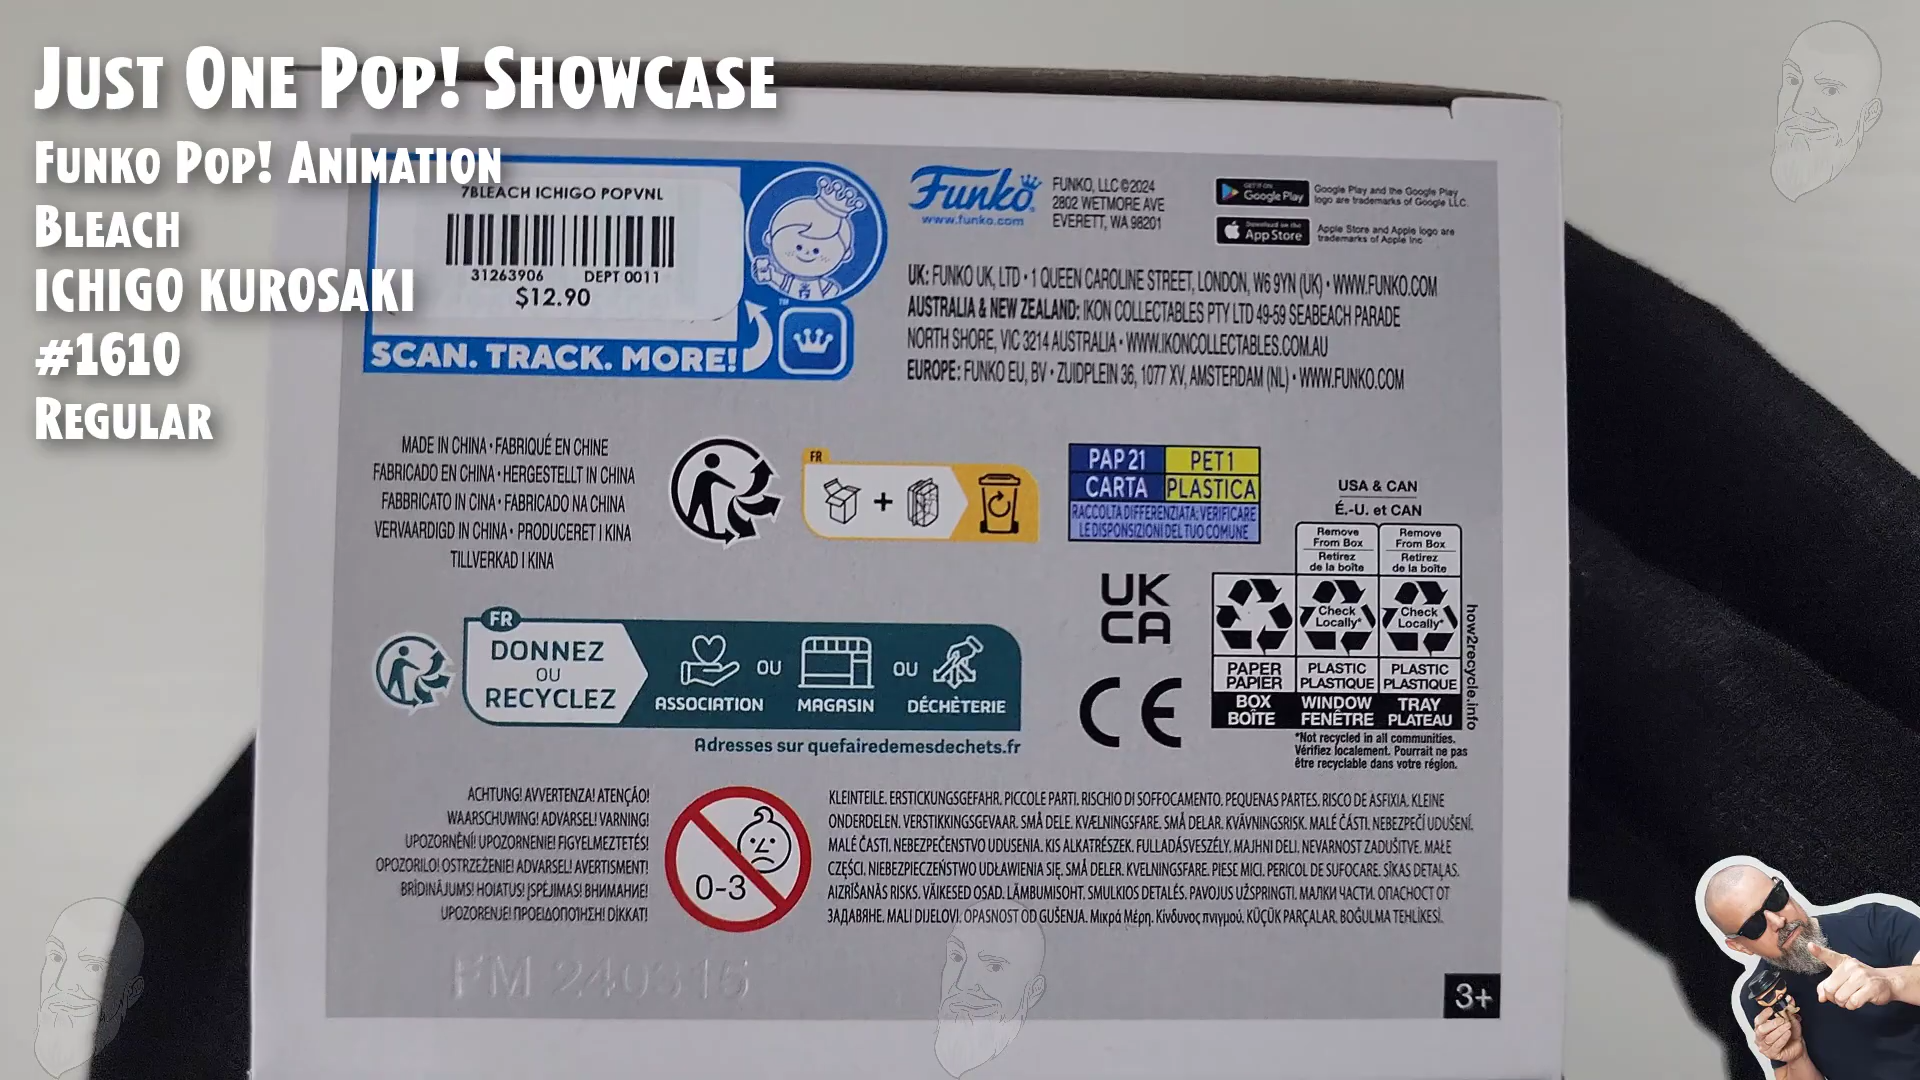 Just One Pop! Showcase
Funko Pop! Animation
Bleach
ICHIGO KUROSAKI
#1610
Regular
7BLEACH ICHIGO POPVNL
31263906 DEPT 0011
$12.90
SCAN. TRACK. MORE!
™
Funko
www.funko.com
FUNKO, LLC ©2024
2802 WETMORE AVE
EVERETT, WA 98201
GET IT ON
Google Play
Google Play and the Google Play
logo are trademarks of Google LLC.
Download on the
App Store
Apple Store and Apple logo are
trademarks of Apple Inc
UK: FUNKO UK, LTD • 1 QUEEN CAROLINE STREET, LONDON, W6 9YN (UK) • WWW.FUNKO.COM
AUSTRALIA & NEW ZEALAND: IKON COLLECTABLES PTY LTD 49-59 SEABEACH PARADE
NORTH SHORE, VIC 3214 AUSTRALIA • WWW.IKONCOLLECTABLES.COM.AU
EUROPE: FUNKO EU, BV • ZUIDPLEIN 36, 1077 XV, AMSTERDAM (NL) • WWW.FUNKO.COM
MADE IN CHINA • FABRIQUÉ EN CHINE
FABRICADO EN CHINA • HERGESTELLT IN CHINA
FABBRICATO IN CINA • FABRICADO NA CHINA
VERVAARDIGD IN CHINA • PRODUCERET I KINA
TILLVERKAD I KINA
FR
+
PAP 21 PET 1
CARTA PLASTICA
RACCOLTA DIFFERENZIATA: VERIFICARE
LE DISPONSIZIONI DEL TUO COMUNE
USA & CAN
É.-U. et CAN
Remove From Box Retirez de la boîte
Remove From Box Retirez de la boîte
Check Locally*
Check Locally*
PAPER PAPIER
PLASTIC PLASTIQUE
PLASTIC PLASTIQUE
BOX BOÎTE
WINDOW FENÊTRE
TRAY PLATEAU
how2recycle.info
*Not recycled in all communities.
Vérifiez localement. Pourrait ne pas
être recyclable dans votre région.
UK
CA
CE
FR
DONNEZ
OU
RECYCLEZ
ASSOCIATION OU MAGASIN OU DÉCHÈTERIE
Adresses sur quefairedemesdechets.fr
ACHTUNG! AVVERTENZA! ATENÇÃO!
WAARSCHUWING! ADVARSEL! VARNING!
UPOZORNĚNÍ! UPOZORNENIE! FIGYELMEZTETÉS!
OPOZORILO! OSTRZEŻENIE! ADVARSEL! AVERTISMENT!
BRĪDINĀJUMS! HOIATUS! ĮSPĖJIMAS! ВНИМАНИЕ!
UPOZORENJE! ΠΡΟΕΙΔΟΠΟΊΗΣΗ! DİKKAT!
0-3
KLEINTEILE. ERSTICKUNGSGEFAHR. PICCOLE PARTI. RISCHIO DI SOFFOCAMENTO. PEQUENAS PARTES. RISCO DE ASFIXIA. KLEINE
ONDERDELEN. VERSTIKKINGSGEVAAR. SMÅ DELE. KVÆLNINGSFARE. SMÅ DELAR. KVÄVNINGSRISK. MALÉ ČÁSTI. NEBEZPEČÍ UDUŠENÍ.
MALÉ ČASTI. NEBEZPEČENSTVO UDUSENIA. KIS ALKATRÉSZEK. FULLADÁSVESZÉLY. MAJHNI DELI. NEVARNOST ZADUŠITVE. MAŁE
CZĘŚCI. NIEBEZPIECZEŃSTWO UDŁAWIENIA SIĘ. SMÅ DELER. KVELNINGSFARE. PIESE MICI. PERICOL DE SUFOCARE. SĪKAS DETAĻAS.
AIZRĪŠANĀS RISKS. VÄIKESED OSAD. LÄMBUMISOHT. SMULKIOS DETALĖS. PAVOJUS UŽSPRINGTI. МАЛКИ ЧАСТИ. ОПАСНОСТ ОТ
ЗАДАВЯНЕ. MALI DIJELOVI. OPASNOST OD GUŠENJA. Μικρά Μέρη. Κίνδυνος πνιγμού. KÜÇÜK PARÇALAR. BOĞULMA TEHLİKESİ.
FM 240315
3+